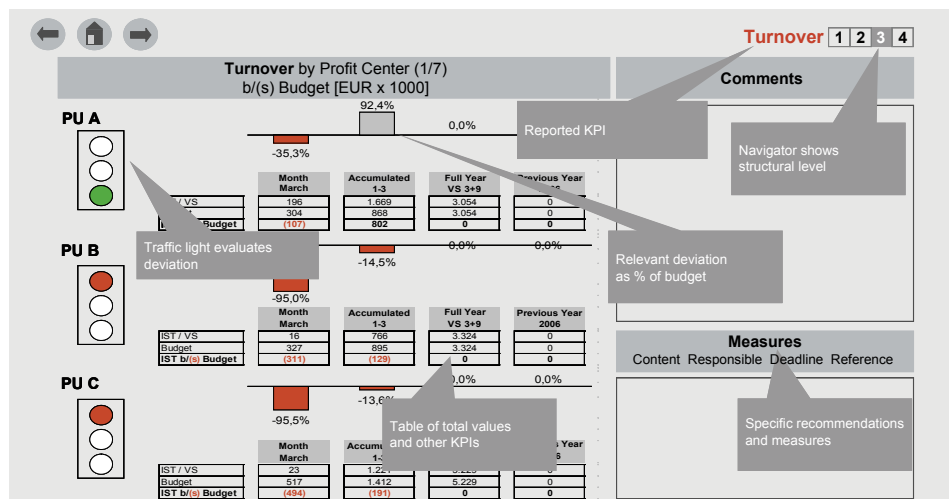 Turnover 1 2 3 4
Turnover by Profit Center (1/7)
b/(s) Budget [EUR x 1000]
Comments
PU A
92,4%
0,0%
-35,3%
Reported KPI
Navigator shows
structural level
Month
March
Accumulated
1-3
Full Year
VS 3+9
Previous Year
/ VS 196 1.669 3.054 0
304 868 3.054 0
Budget (107) 802 0 0
Traffic light evaluates
deviation
PU B
0,0% 0,0%
-14,5%
-95,0%
Relevant deviation
as % of budget
Month
March
Accumulated
1-3
Full Year
VS 3+9
Previous Year
2006
IST / VS 16 766 3.324 0
Budget 327 895 3.324 0
IST b/(s) Budget (311) (129) 0 0
Measures
Content Responsible Deadline Reference
PU C
0,0% 0,0%
-13,6%
-95,5%
Table of total values
and other KPIs
Specific recommendations
and measures
Month
March
Year
IST / VS 23
Budget 517 1.412 5.229 0
IST b/(s) Budget (494) (191) 0 0